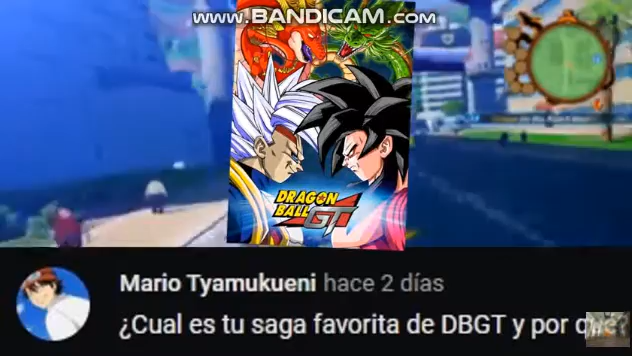 www.BANDICAM.com
DRAGON
BALL GT
Mario Tyamukueni hace 2 días
¿Cual es tu saga favorita de DBGT y por que?